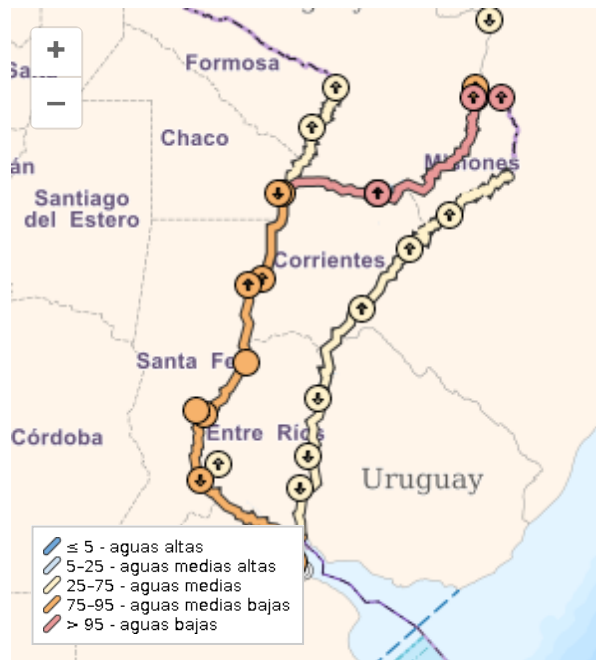 +
−
Formosa
Chaco
Misiones
Santiago
del Estero
Corrientes
Santa Fe
Córdoba
Entre Ríos
Uruguay
≤ 5 - aguas altas
5-25 - aguas medias altas
25-75 - aguas medias
75-95 - aguas medias bajas
> 95 - aguas bajas